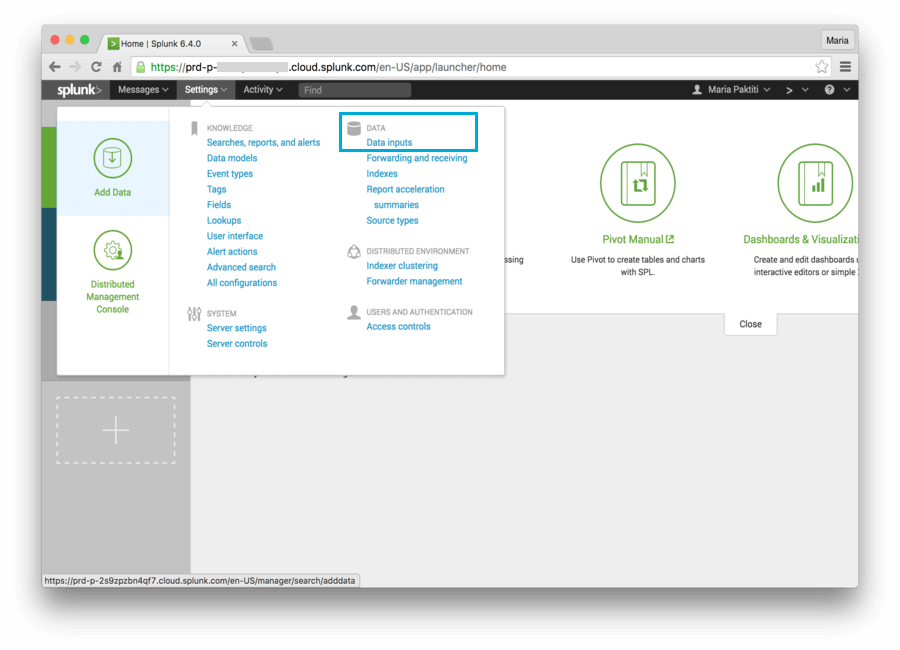 Home | Splunk 6.4.0
Maria
https://prd-p-
.cloud.splunk.com/en-US/app/launcher/home
splunk>
Messages
Settings
Activity
Find
Maria Paktiti
>
?
Add Data
Distributed
Management
Console
KNOWLEDGE
Searches, reports, and alerts
Data models
Event types
Tags
Fields
Lookups
User interface
Alert actions
Advanced search
All configurations
SYSTEM
Server settings
Server controls
DATA
Data inputs
Forwarding and receiving
Indexes
Report acceleration
summaries
Source types
DISTRIBUTED ENVIRONMENT
Indexer clustering
Forwarder management
USERS AND AUTHENTICATION
Access controls
Pivot Manual
Use Pivot to create tables and charts
with SPL.
Dashboards & Visualizati
Create and edit dashboards u
interactive editors or simple
Close
https://prd-p-2s9zpzbn4qf7.cloud.splunk.com/en-US/manager/search/adddata